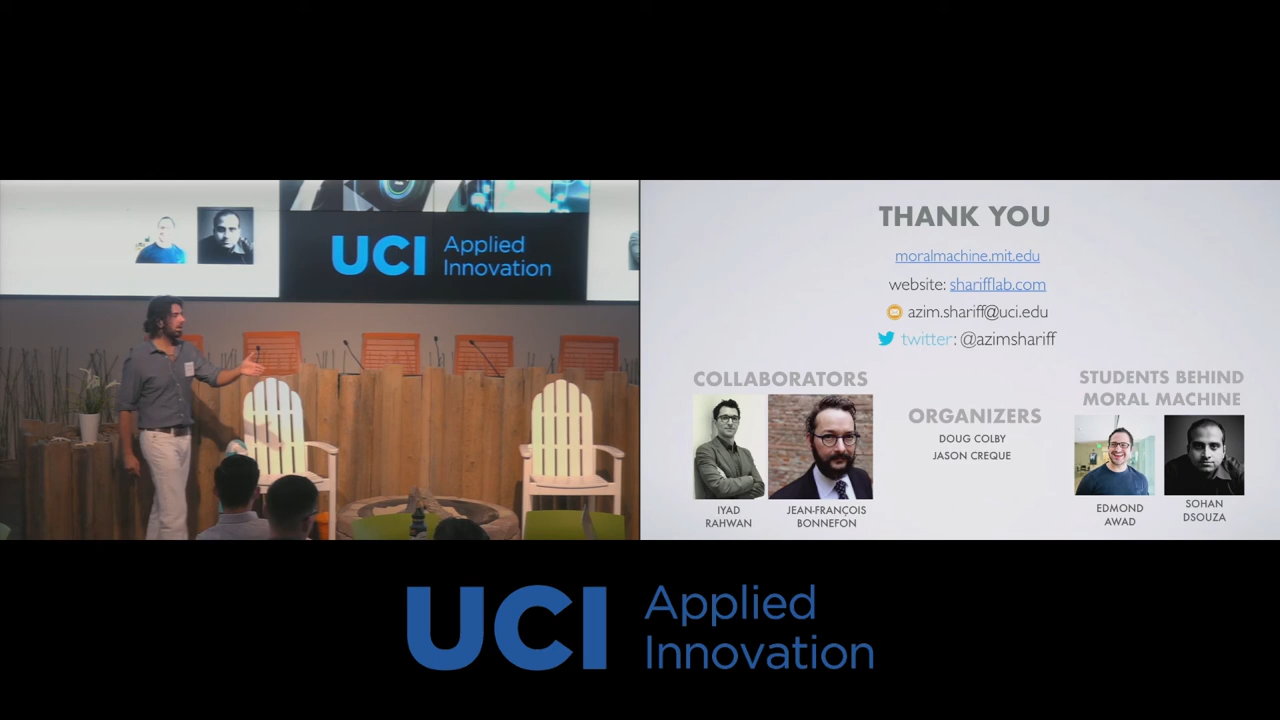 UCI Applied
Innovation
THANK YOU
moralmachine.mit.edu
website: sharifflab.com
azim.shariff@uci.edu
twitter: @azimshariff
COLLABORATORS
IYAD
RAHWAN
JEAN-FRANÇOIS
BONNEFON
ORGANIZERS
DOUG COLBY
JASON CREQUE
STUDENTS BEHIND
MORAL MACHINE
EDMOND
AWAD
SOHAN
DSOUZA
UCI Applied
Innovation